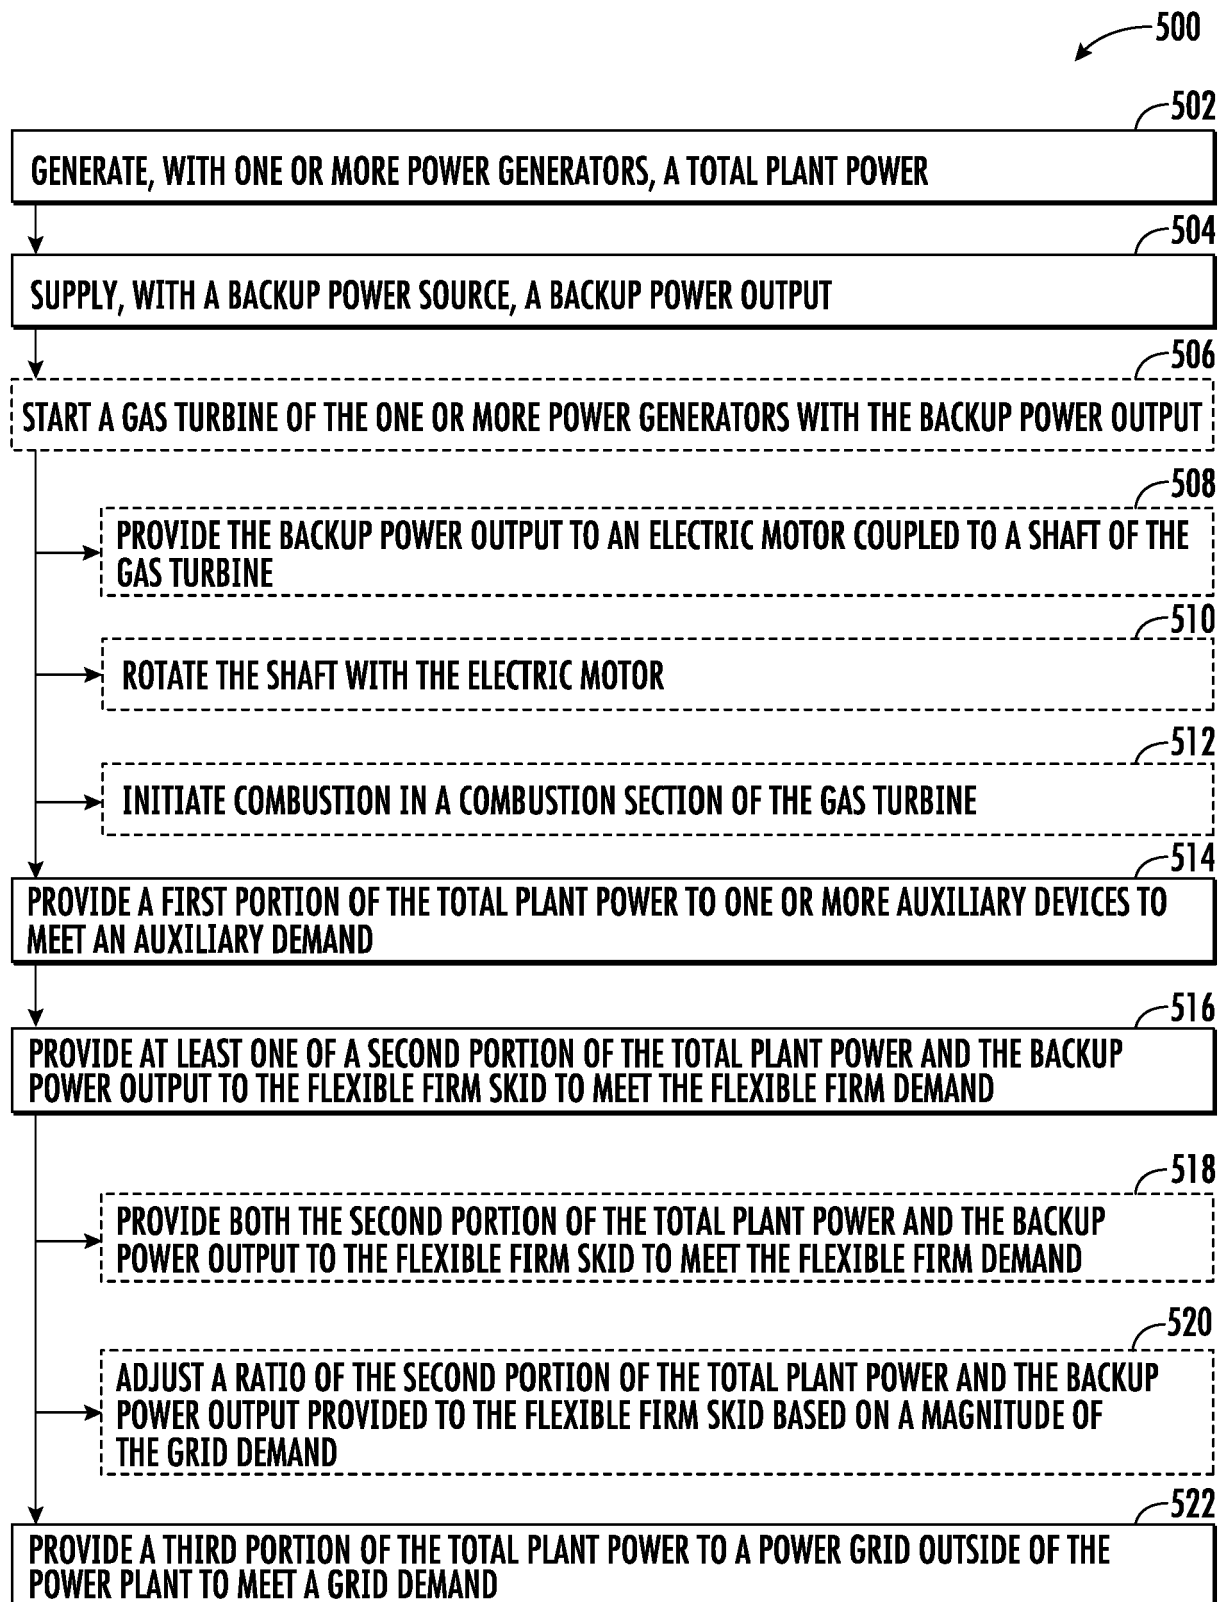 500
502
GENERATE, WITH ONE OR MORE POWER GENERATORS, A TOTAL PLANT POWER
504
SUPPLY, WITH A BACKUP POWER SOURCE, A BACKUP POWER OUTPUT
506
START A GAS TURBINE OF THE ONE OR MORE POWER GENERATORS WITH THE BACKUP POWER OUTPUT
508
PROVIDE THE BACKUP POWER OUTPUT TO AN ELECTRIC MOTOR COUPLED TO A SHAFT OF THE
GAS TURBINE
510
ROTATE THE SHAFT WITH THE ELECTRIC MOTOR
512
INITIATE COMBUSTION IN A COMBUSTION SECTION OF THE GAS TURBINE
514
PROVIDE A FIRST PORTION OF THE TOTAL PLANT POWER TO ONE OR MORE AUXILIARY DEVICES TO
MEET AN AUXILIARY DEMAND
516
PROVIDE AT LEAST ONE OF A SECOND PORTION OF THE TOTAL PLANT POWER AND THE BACKUP
POWER OUTPUT TO THE FLEXIBLE FIRM SKID TO MEET THE FLEXIBLE FIRM DEMAND
518
PROVIDE BOTH THE SECOND PORTION OF THE TOTAL PLANT POWER AND THE BACKUP
POWER OUTPUT TO THE FLEXIBLE FIRM SKID TO MEET THE FLEXIBLE FIRM DEMAND
520
ADJUST A RATIO OF THE SECOND PORTION OF THE TOTAL PLANT POWER AND THE BACKUP
POWER OUTPUT PROVIDED TO THE FLEXIBLE FIRM SKID BASED ON A MAGNITUDE OF
THE GRID DEMAND
522
PROVIDE A THIRD PORTION OF THE TOTAL PLANT POWER TO A POWER GRID OUTSIDE OF THE
POWER PLANT TO MEET A GRID DEMAND